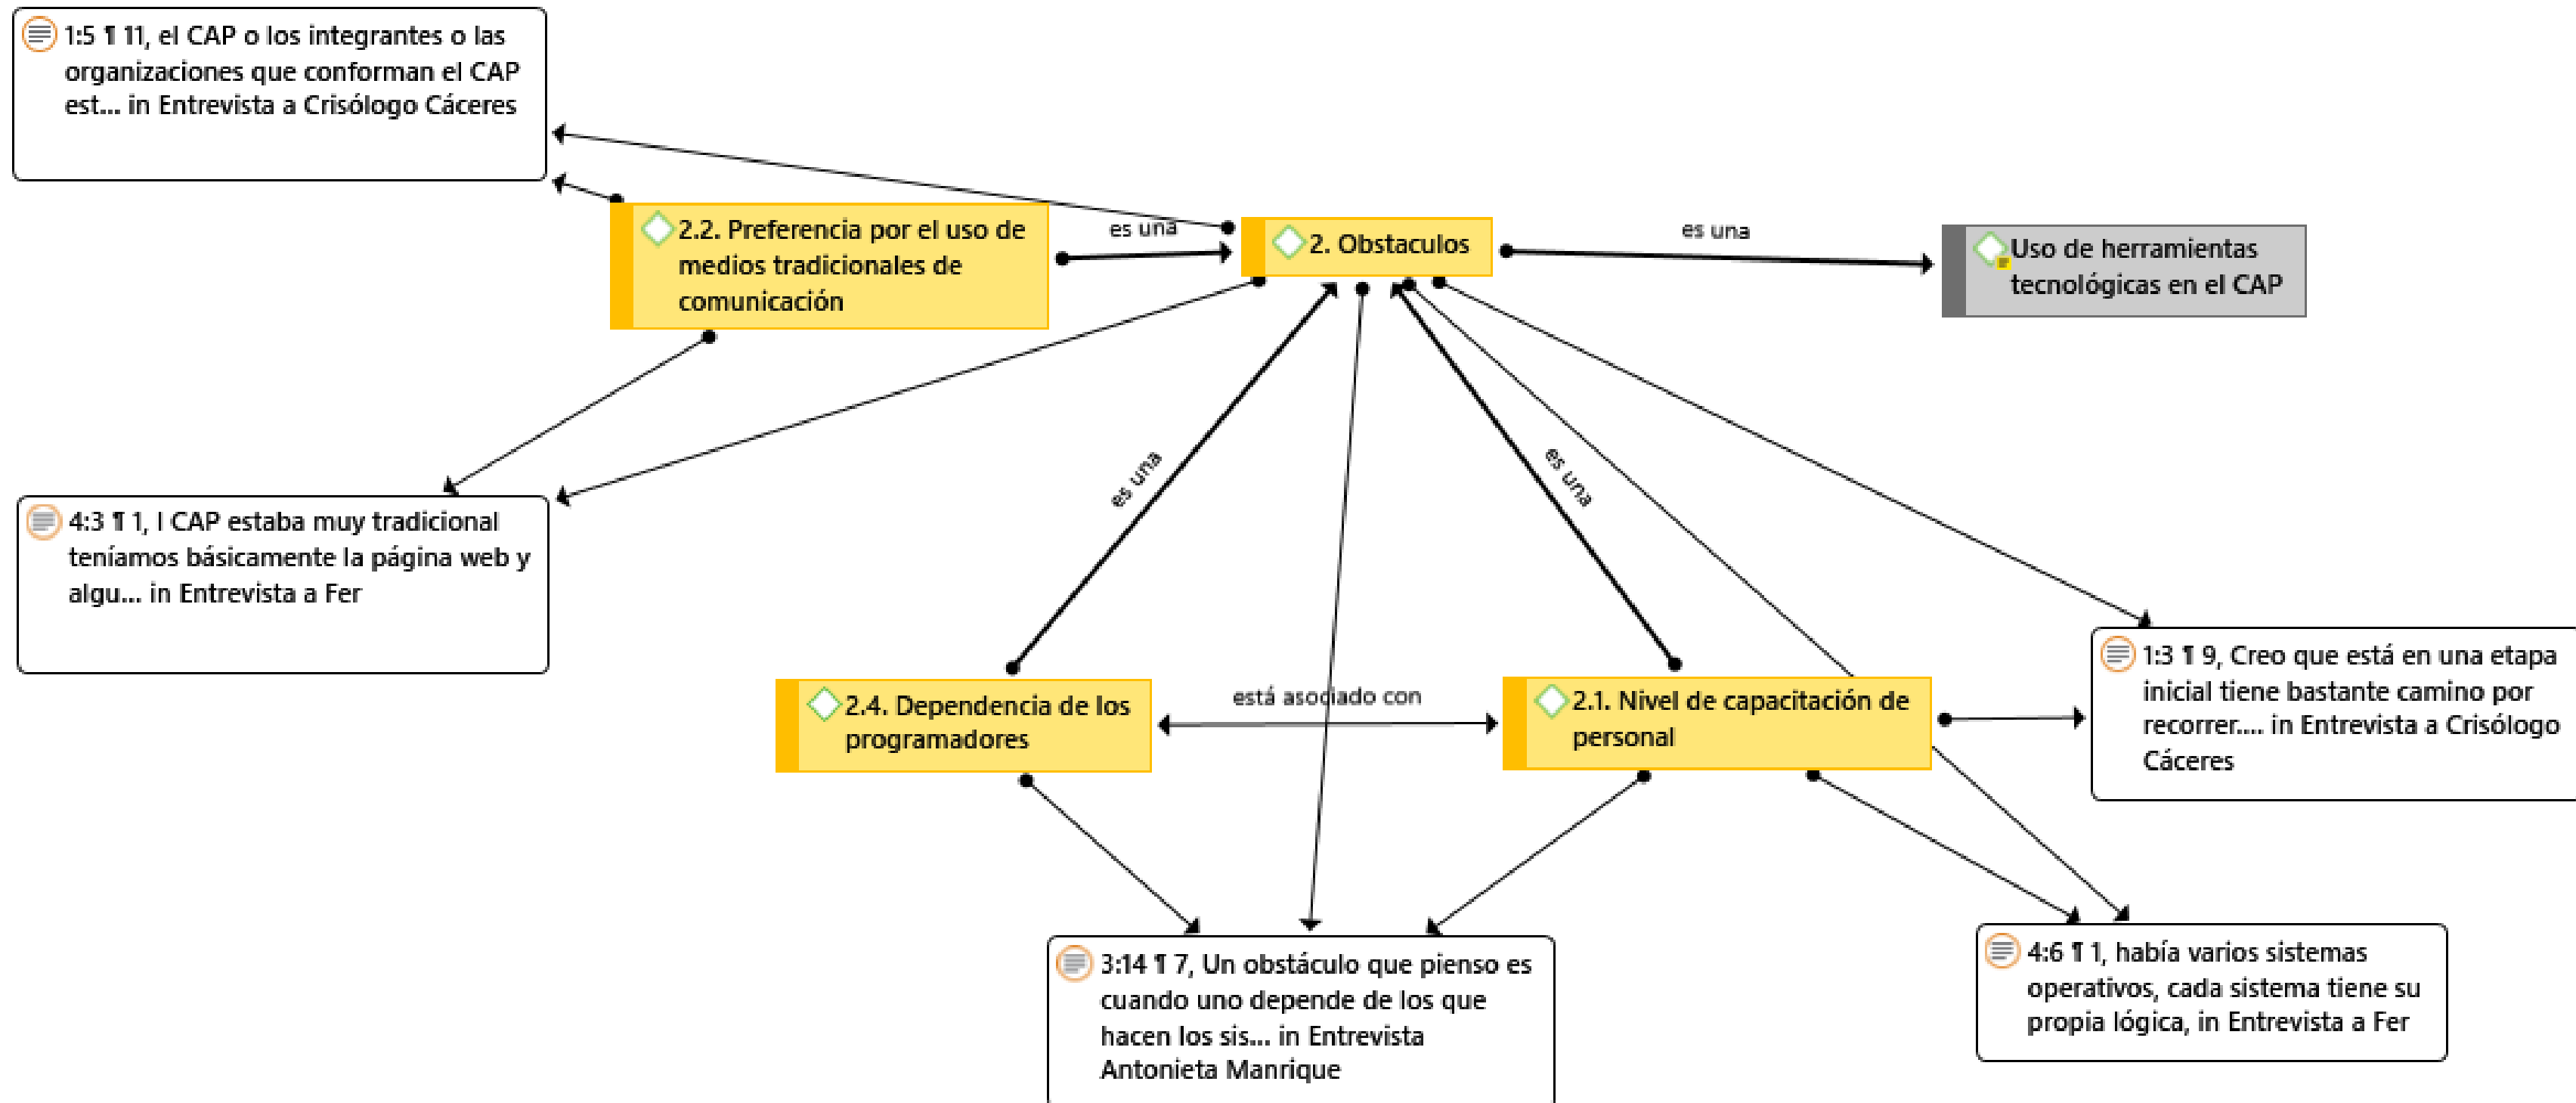 1:5 ¶ 11, el CAP o los integrantes o las
organizaciones que conforman el CAP
est... in Entrevista a Crisólogo Cáceres
2.2. Preferencia por el uso de
medios tradicionales de
comunicación
es una
2. Obstaculos
es una
Uso de herramientas
tecnológicas en el CAP
es una
es una
4:3 ¶ 1, l CAP estaba muy tradicional
teníamos básicamente la página web y
algu... in Entrevista a Fer
2.4. Dependencia de los
programadores
está asociado con
2.1. Nivel de capacitación de
personal
1:3 ¶ 9, Creo que está en una etapa
inicial tiene bastante camino por
recorrer.... in Entrevista a Crisólogo
Cáceres
3:14 ¶ 7, Un obstáculo que pienso es
cuando uno depende de los que
hacen los sis... in Entrevista
Antonieta Manrique
4:6 ¶ 1, había varios sistemas
operativos, cada sistema tiene su
propia lógica, in Entrevista a Fer